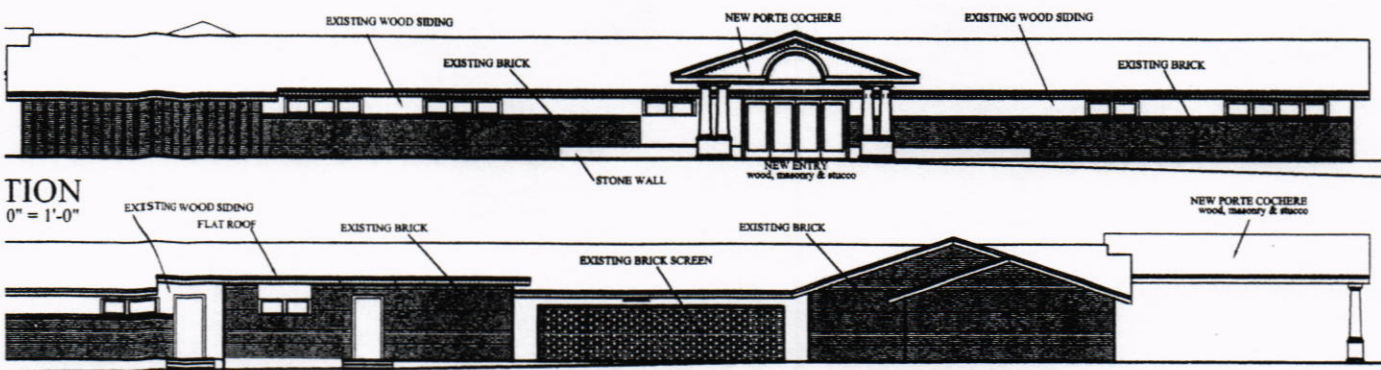 EXISTING WOOD SIDING
NEW PORTE COCHERE
EXISTING WOOD SIDING
EXISTING BRICK
EXISTING BRICK
NEW ENTRY
wood, masonry & stucco
STONE WALL
TION
0" = 1'-0"
EXISTING WOOD SIDING
FLAT ROOF
EXISTING BRICK
EXISTING BRICK SCREEN
EXISTING BRICK
NEW PORTE COCHERE
wood, masonry & stucco